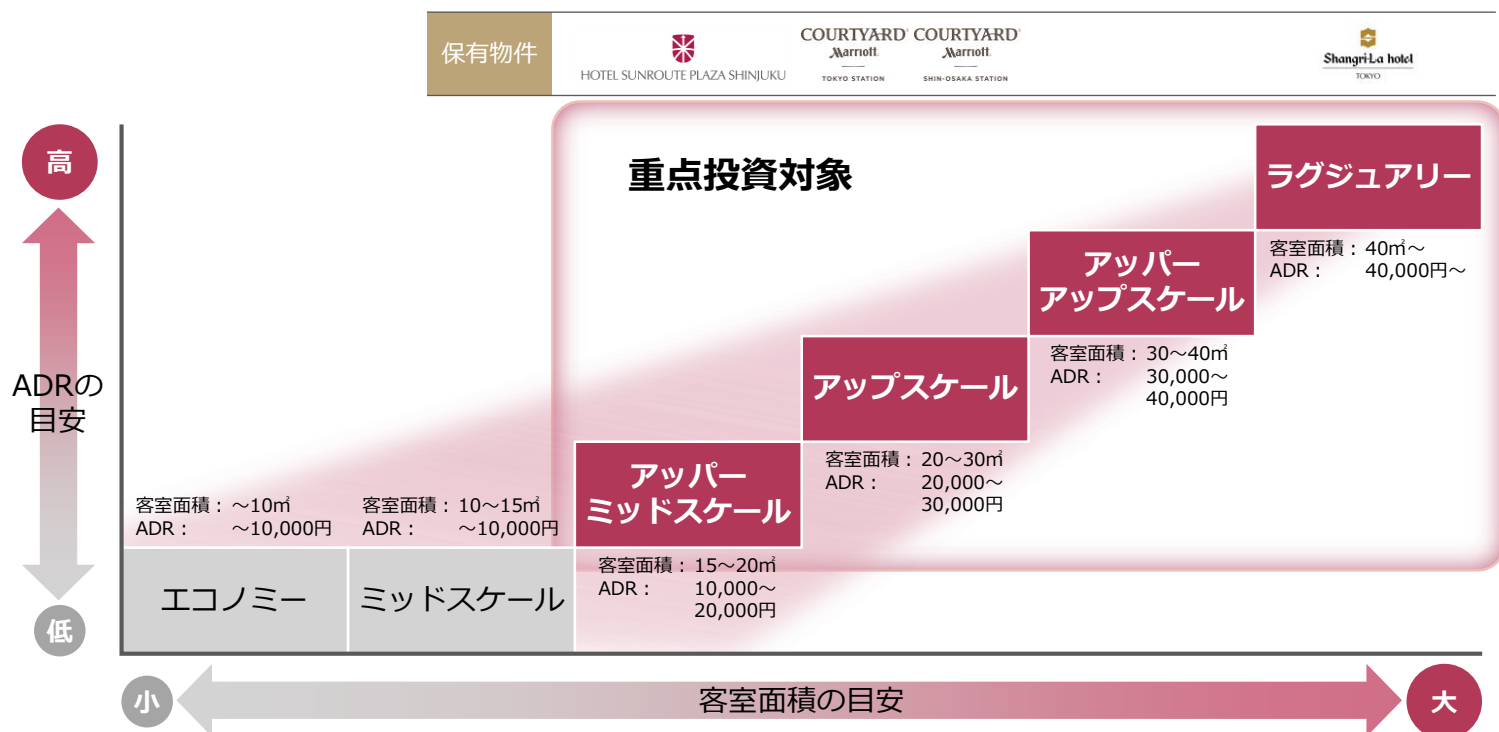 保有物件
HOTEL SUNROUTE PLAZA SHINJUKU
COURTYARD®
Marriott
TOKYO STATION
COURTYARD®
Marriott
SHIN-OSAKA STATION
Shangri-La hotel
TOKYO
重点投資対象
高
ADRの
目安
低
ラグジュアリー
客室面積： 40㎡～
ADR： 40,000円～
アッパー
アップスケール
客室面積： 30～40㎡
ADR： 30,000～
40,000円
アップスケール
客室面積： 20～30㎡
ADR： 20,000～
30,000円
アッパー
ミッドスケール
客室面積： 15～20㎡
ADR： 10,000～
20,000円
客室面積： 10～15㎡
ADR： ～10,000円
ミッドスケール
客室面積： ～10㎡
ADR： ～10,000円
エコノミー
小
客室面積の目安
大